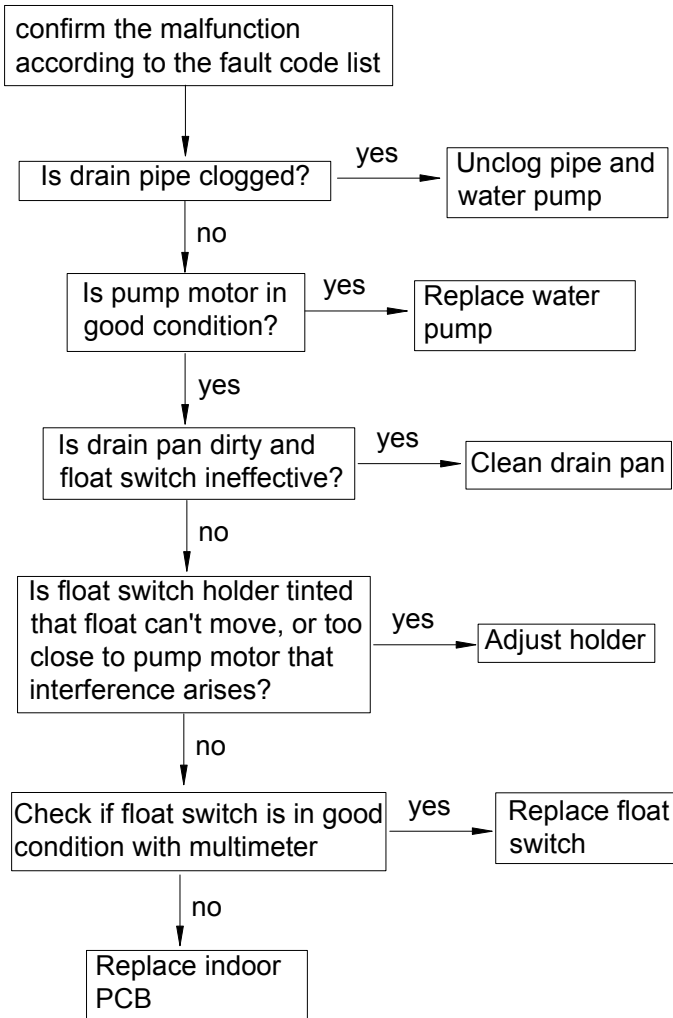 confirm the malfunction
according to the fault code list
Is drain pipe clogged?
yes
Unclog pipe and
water pump
no
Is pump motor in
good condition?
yes
Replace water
pump
yes
Is drain pan dirty and
float switch ineffective?
yes
Clean drain pan
no
Is float switch holder tinted
that float can't move, or too
close to pump motor that
interference arises?
yes
Adjust holder
no
Check if float switch is in good
condition with multimeter
yes
Replace float
switch
no
Replace indoor
PCB